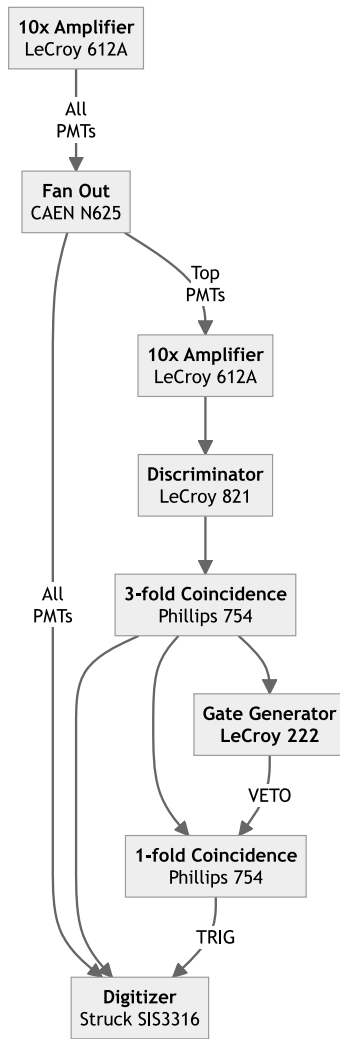 10x Amplifier
LeCroy 612A
All
PMTs
Fan Out
CAEN N625
Top
PMTs
10x Amplifier
LeCroy 612A
Discriminator
LeCroy 821
3-fold Coincidence
Phillips 754
All
PMTs
Gate Generator
LeCroy 222
VETO
1-fold Coincidence
Phillips 754
TRIG
Digitizer
Struck SIS3316